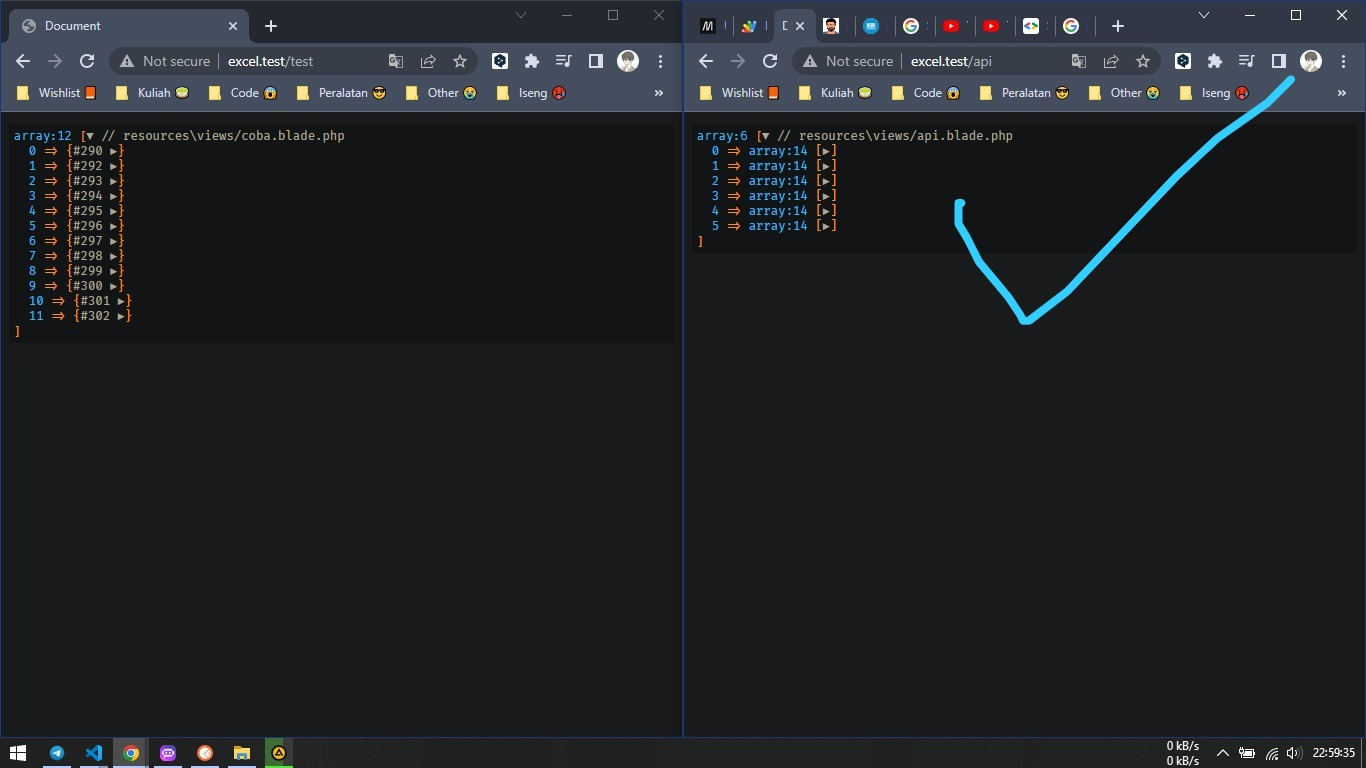 Document
Not secure
excel.test/test
Wishlist
Kuliah
Code
Peralatan
Other
Iseng
»
array:12 [▼ // resources\views/coba.blade.php
0 => {#290 ▶}
1 => {#292 ▶}
2 => {#293 ▶}
3 => {#294 ▶}
4 => {#295 ▶}
5 => {#296 ▶}
6 => {#297 ▶}
7 => {#298 ▶}
8 => {#299 ▶}
9 => {#300 ▶}
10 => {#301 ▶}
11 => {#302 ▶}
]
Not secure
excel.test/api
Wishlist
Kuliah
Code
Peralatan
Other
Iseng
»
array:6 [▼ // resources\views/api.blade.php
0 => array:14 [▶]
1 => array:14 [▶]
2 => array:14 [▶]
3 => array:14 [▶]
4 => array:14 [▶]
5 => array:14 [▶]
]
0 kB/s
0 kB/s
22:59:35